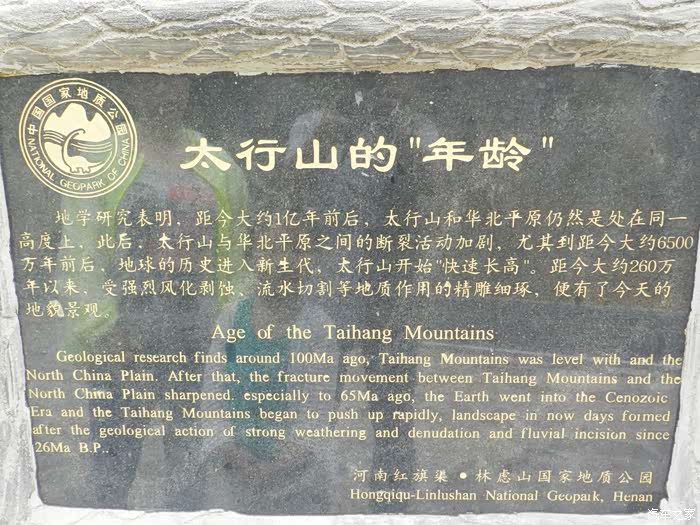 中国国家地质公园
NATIONAL GEOPARK OF CHINA
太行山的"年龄"
地学研究表明，距今大约1亿年前后，太行山和华北平原仍然是处在同一
高度上，此后，太行山与华北平原之间的断裂活动加剧，尤其到距今大约6500
万年前后，地球的历史进入新生代，太行山开始"快速长高"。距今大约260万
年以来，受强烈风化剥蚀、流水切割等地质作用的精雕细琢，便有了今天的
地貌景观。
Age of the Taihang Mountains
Geological research finds around 100Ma ago, Taihang Mountains was level with and the
North China Plain. After that, the fracture movement between Taihang Mountains and the
North China Plain sharpened. especially to 65Ma ago, the Earth went into the Cenozoic
Era and the Taihang Mountains began to push up rapidly, landscape in now days formed
after the geological action of strong weathering and denudation and fluvial incision since
26Ma B.P..
河南红旗渠•林虑山国家地质公园
Hongqiqu-Linlushan National Geopark, Henan
汽车之家